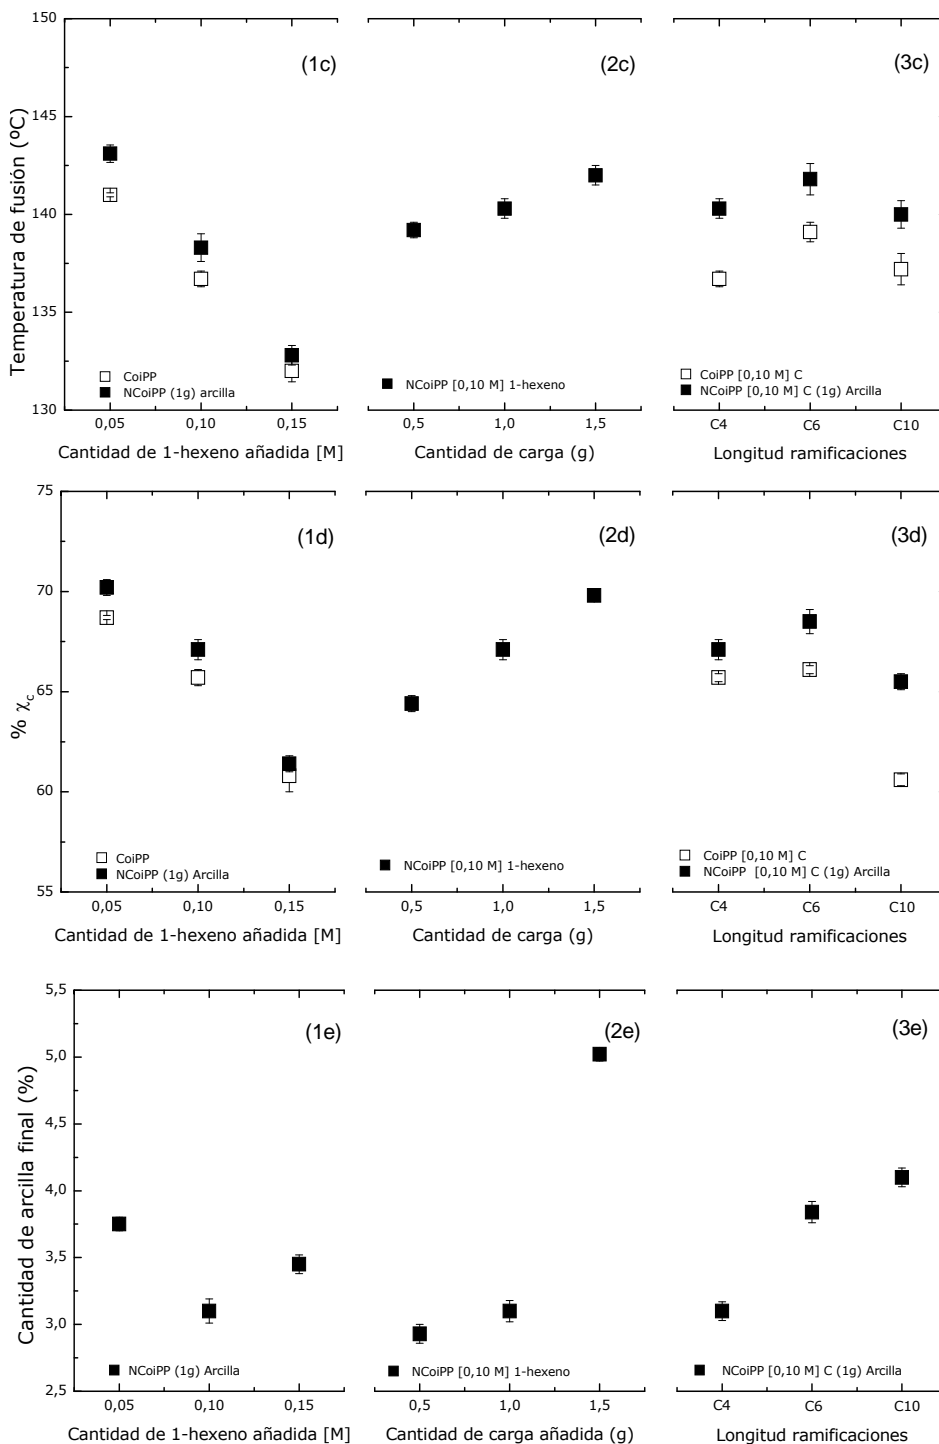 (1c)
(2c)
(3c)
Temperatura de fusión (ºC)
150
145
140
135
130
CoiPP
NCoiPP (1g) arcilla
NCoiPP [0,10 M] 1-hexeno
CoiPP [0,10 M] C
NCoiPP [0,10 M] C (1g) Arcilla
0,05 0,10 0,15
0,5 1,0 1,5
C4 C6 C10
Cantidad de 1-hexeno añadida [M]
Cantidad de carga (g)
Longitud ramificaciones
(1d)
(2d)
(3d)
% χc
75
70
65
60
55
CoiPP
NCoiPP (1g) Arcilla
NCoiPP [0,10 M] 1-hexeno
CoiPP [0,10 M] C
NCoiPP [0,10 M] C (1g) Arcilla
0,05 0,10 0,15
0,5 1,0 1,5
C4 C6 C10
Cantidad de 1-hexeno añadida [M]
Cantidad de carga (g)
Longitud ramificaciones
(1e)
(2e)
(3e)
Cantidad de arcilla final (%)
5,5
5,0
4,5
4,0
3,5
3,0
2,5
NCoiPP (1g) Arcilla
NCoiPP [0,10 M] 1-hexeno
NCoiPP [0,10 M] C (1g) Arcilla
0,05 0,10 0,15
0,5 1,0 1,5
C4 C6 C10
Cantidad de 1-hexeno añadida [M]
Cantidad de carga añadida (g)
Longitud ramificaciones